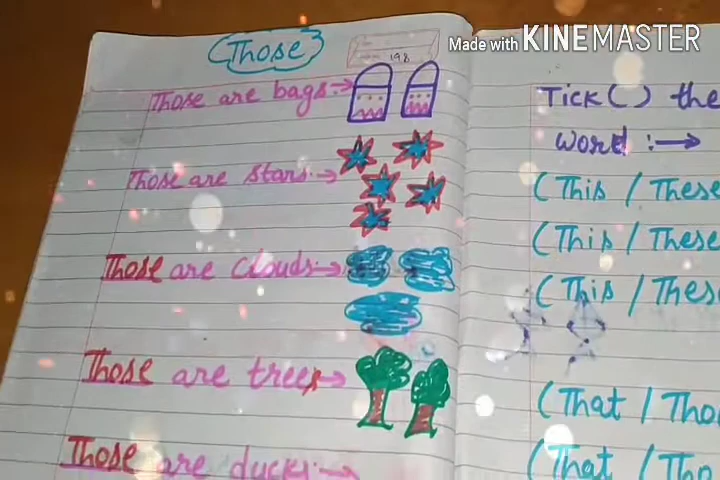 Made with KINEMASTER
Those
198
Those are bags :→
Those are stars :→
Those are clouds :→
Those are trees →
Those are ducks :→
Tick ( ) the
word :→
(This / These
(This / These
(This / These
(That / Tho
(That / Tho